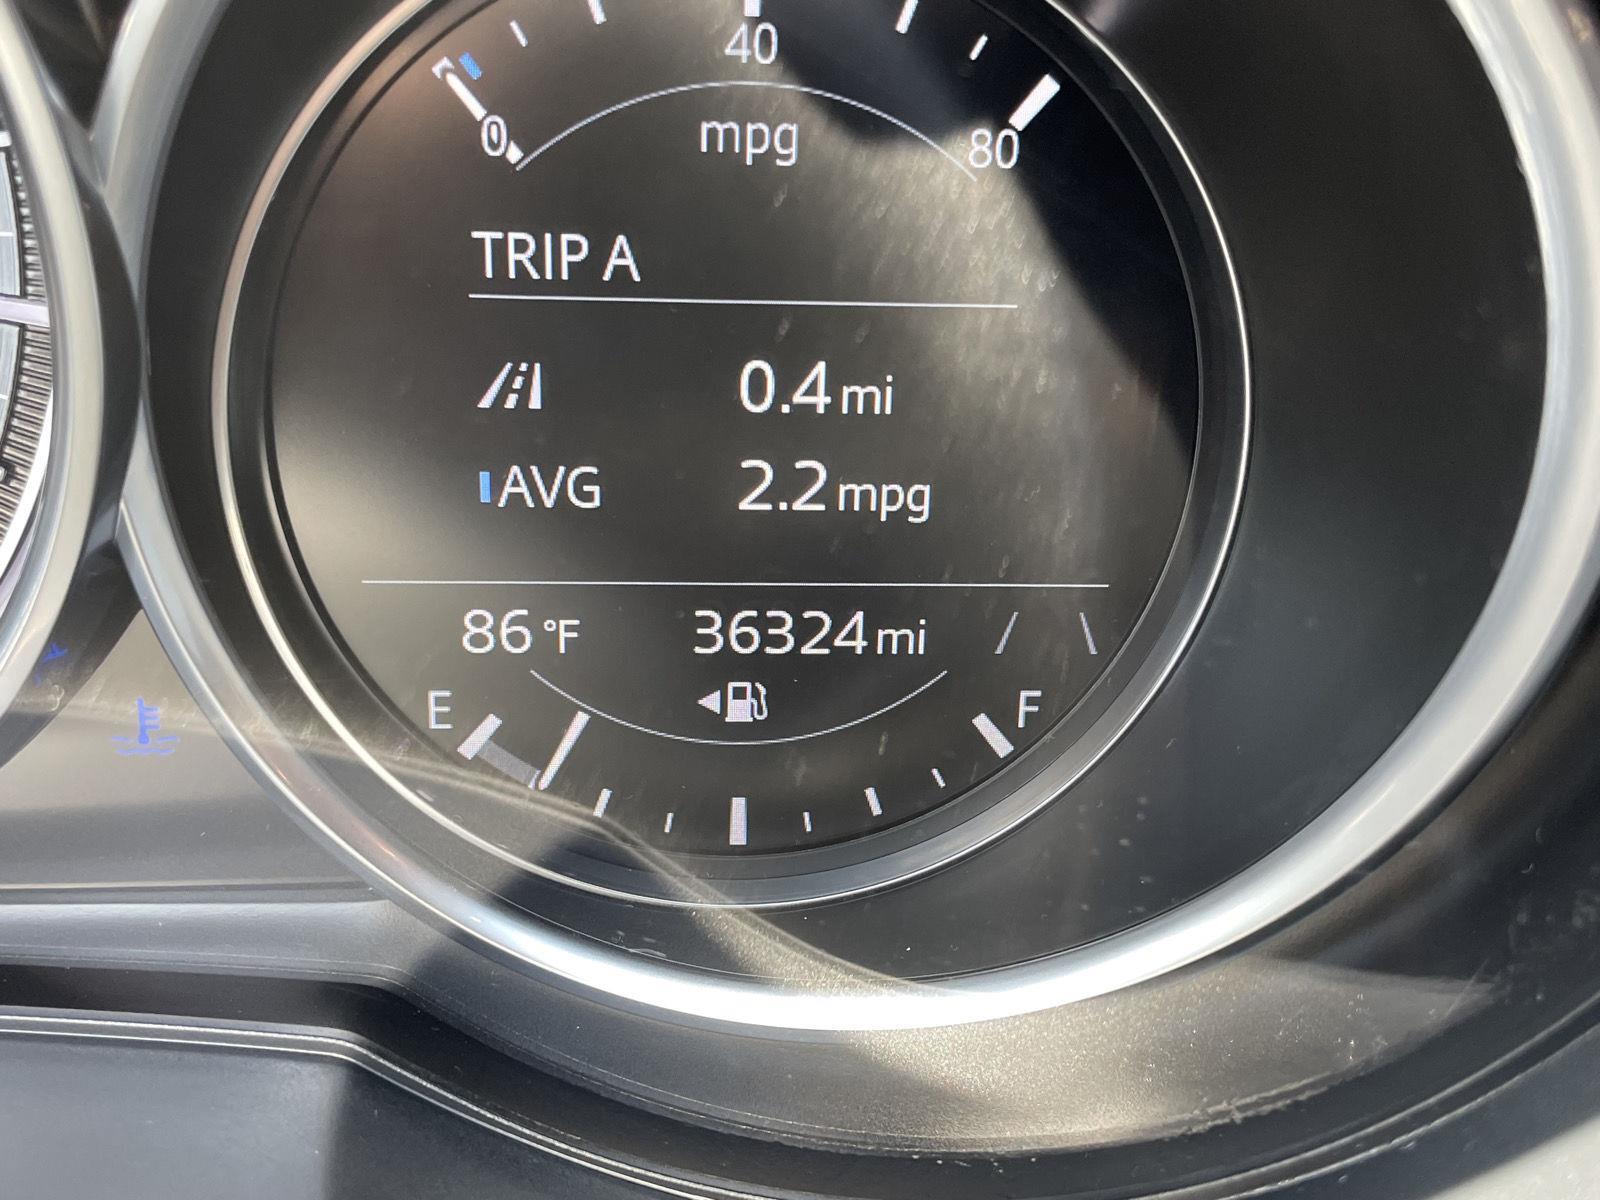 40
0
mpg
80
TRIP A
0.4 mi
AVG 2.2 mpg
86 °F 36324 mi
E F